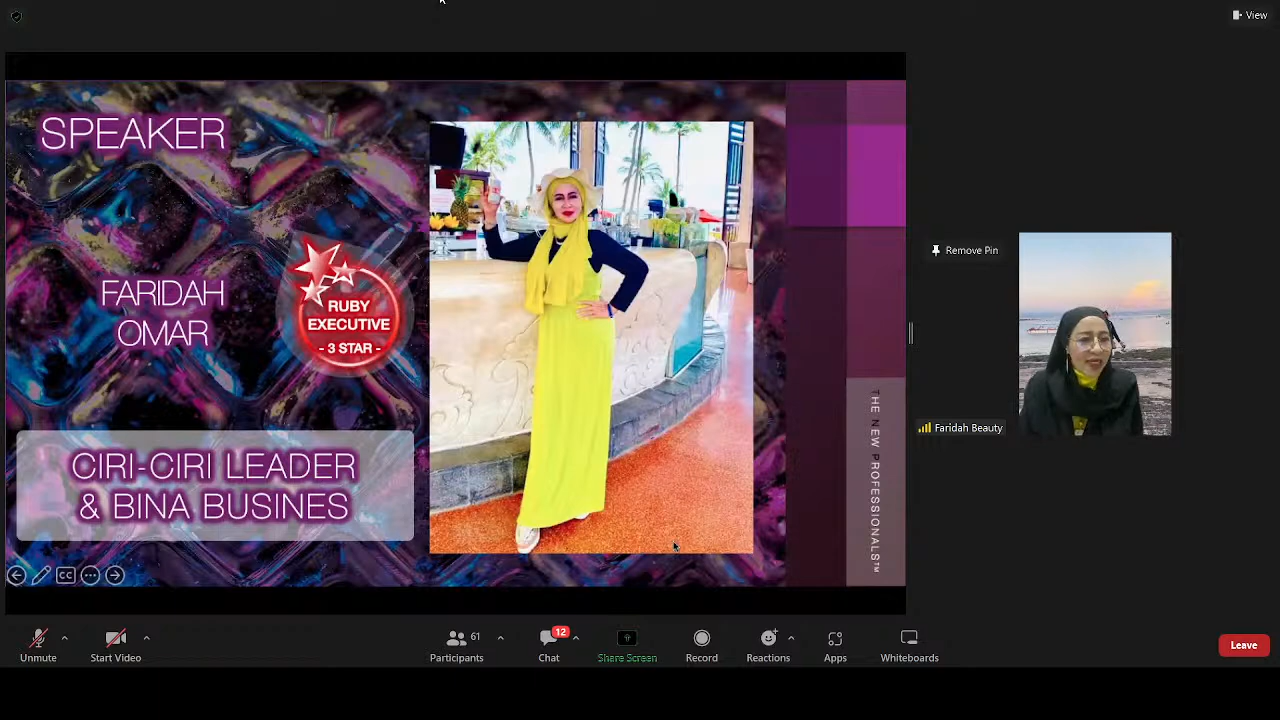 View
SPEAKER
FARIDAH
OMAR
RUBY
EXECUTIVE
- 3 STAR -
CIRI-CIRI LEADER
& BINA BUSINES
THE NEW PROFESSIONALS™
CC
Remove Pin
Faridah Beauty
Unmute
Start Video
61
Participants
12
Chat
Share Screen
Record
Reactions
Apps
Whiteboards
Leave